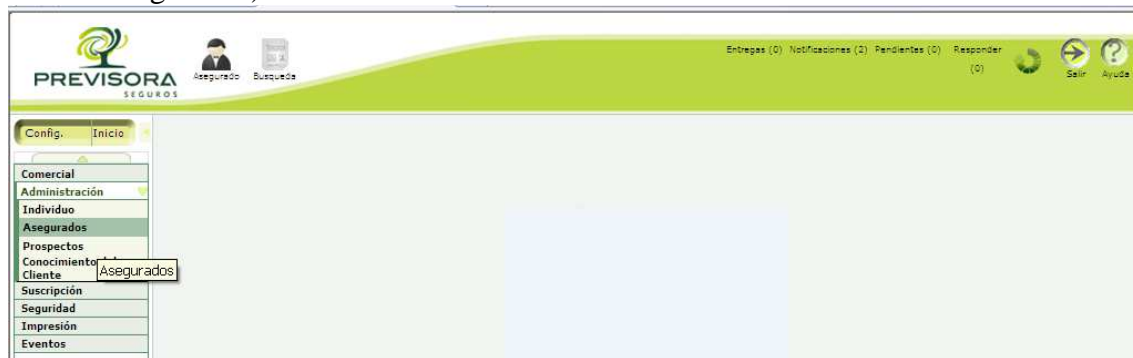 PREVISORA
SEGUROS
Asegurado
Busqueda
Entregas (0) Notificaciones (2) Pendientes (0) Responder (0)
Salir
Ayuda
Config. Inicio
Comercial
Administración
Individuo
Asegurados
Prospectos
Conocimiento
Cliente
Asegurados
Suscripción
Seguridad
Impresión
Eventos